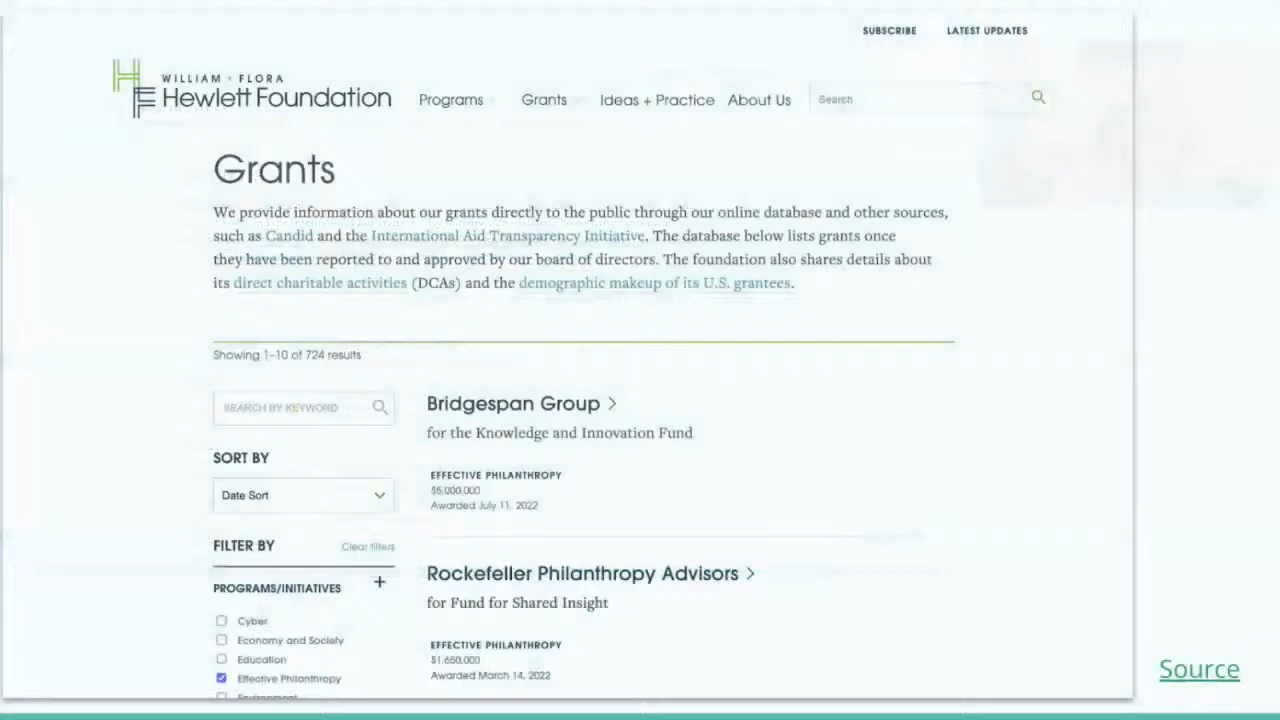 SUBSCRIBE LATEST UPDATES
WILLIAM + FLORA
Hewlett Foundation
Programs Grants Ideas + Practice About Us Search
Grants
We provide information about our grants directly to the public through our online database and other sources,
such as Candid and the International Aid Transparency Initiative. The database below lists grants once
they have been reported to and approved by our board of directors. The foundation also shares details about
its direct charitable activities (DCAs) and the demographic makeup of its U.S. grantees.
Showing 1–10 of 724 results
SEARCH BY KEYWORD
SORT BY
Date Sort
FILTER BY Clear filters
PROGRAMS/INITIATIVES +
Cyber
Economy and Society
Education
Effective Philanthropy
Environment
Bridgespan Group >
for the Knowledge and Innovation Fund
EFFECTIVE PHILANTHROPY
$5,000,000
Awarded July 11, 2022
Rockefeller Philanthropy Advisors >
for Fund for Shared Insight
EFFECTIVE PHILANTHROPY
$1,650,000
Awarded March 14, 2022
Source